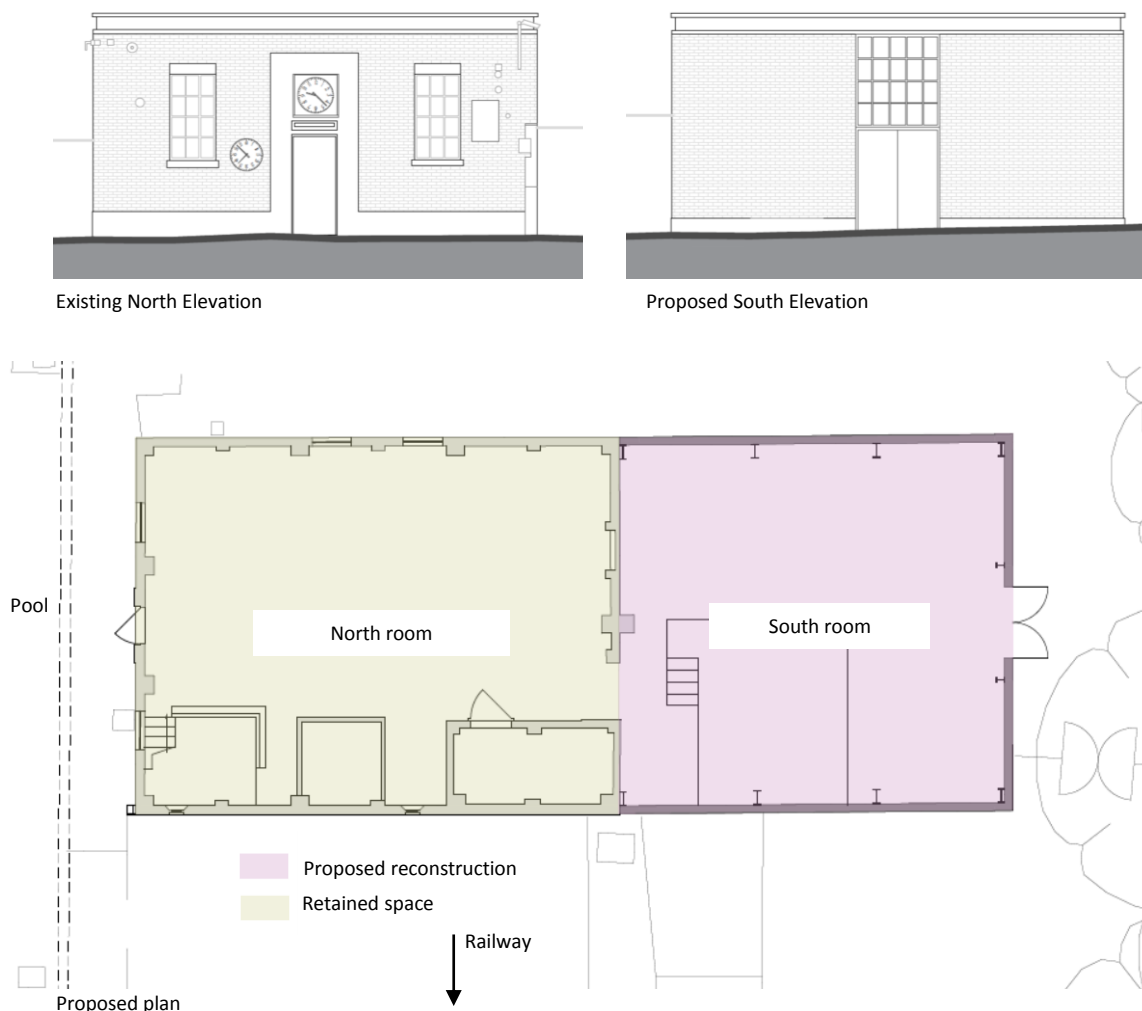 Existing North Elevation
Proposed South Elevation
Pool
North room
South room
Proposed reconstruction
Retained space
Railway
Proposed plan